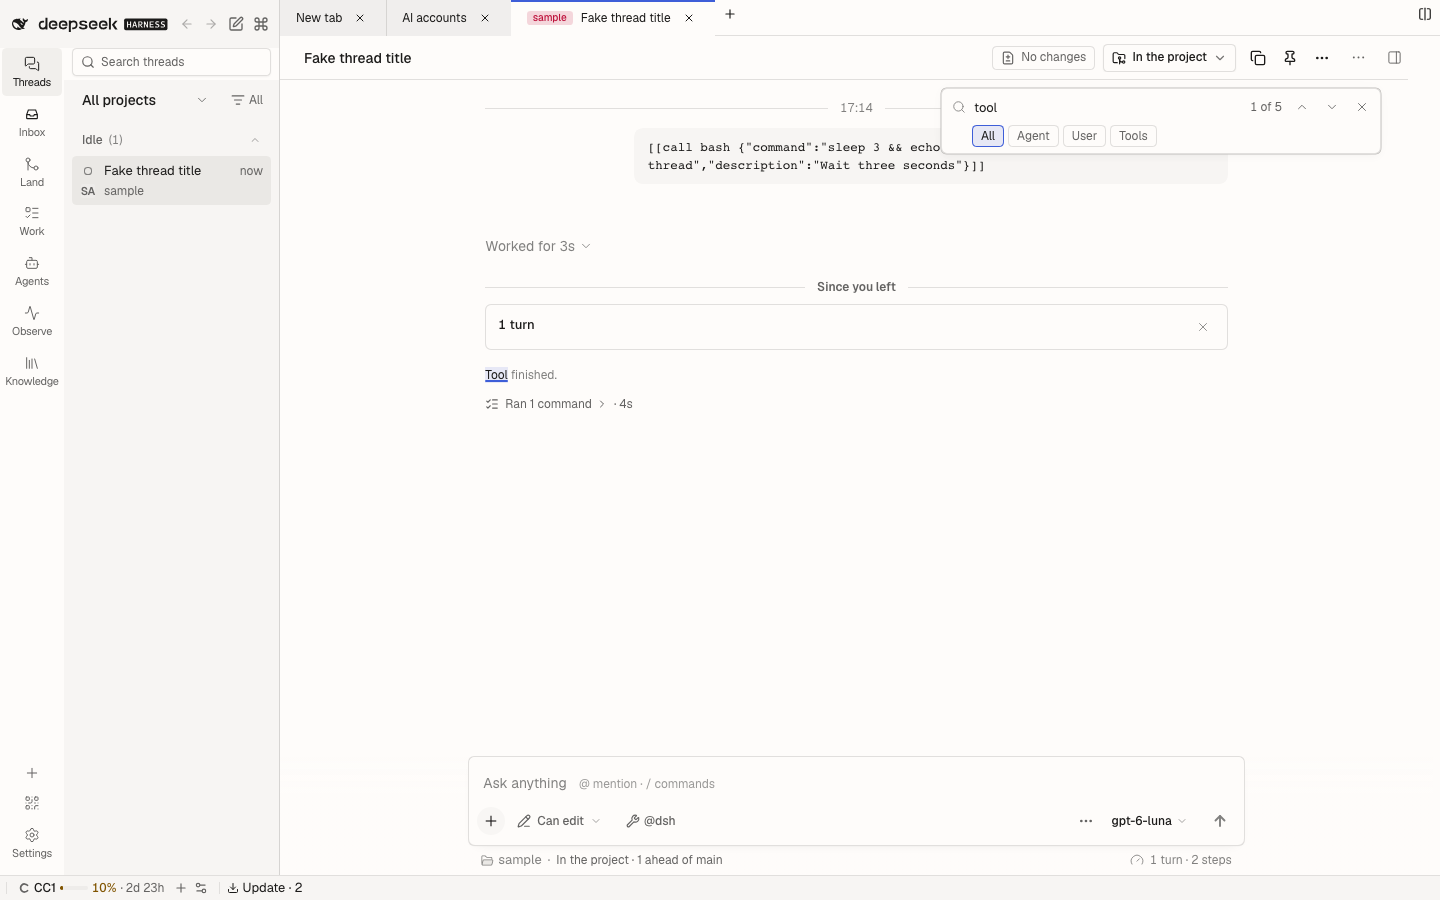 deepseek HARNESS
New tab
AI accounts
sample Fake thread title
Threads
Inbox
Land
Work
Agents
Observe
Knowledge
Settings
Search threads
All projects
All
Idle (1)
Fake thread title now
SA sample
Fake thread title
No changes
In the project
tool
1 of 5
All Agent User Tools
17:14
[[call bash {"command":"sleep 3 && echo
thread","description":"Wait three seconds"}]]
Worked for 3s
Since you left
1 turn
Tool finished.
Ran 1 command · 4s
Ask anything @ mention · / commands
Can edit
@dsh
gpt-6-luna
sample · In the project · 1 ahead of main
1 turn · 2 steps
CC1 10% · 2d 23h
Update · 2